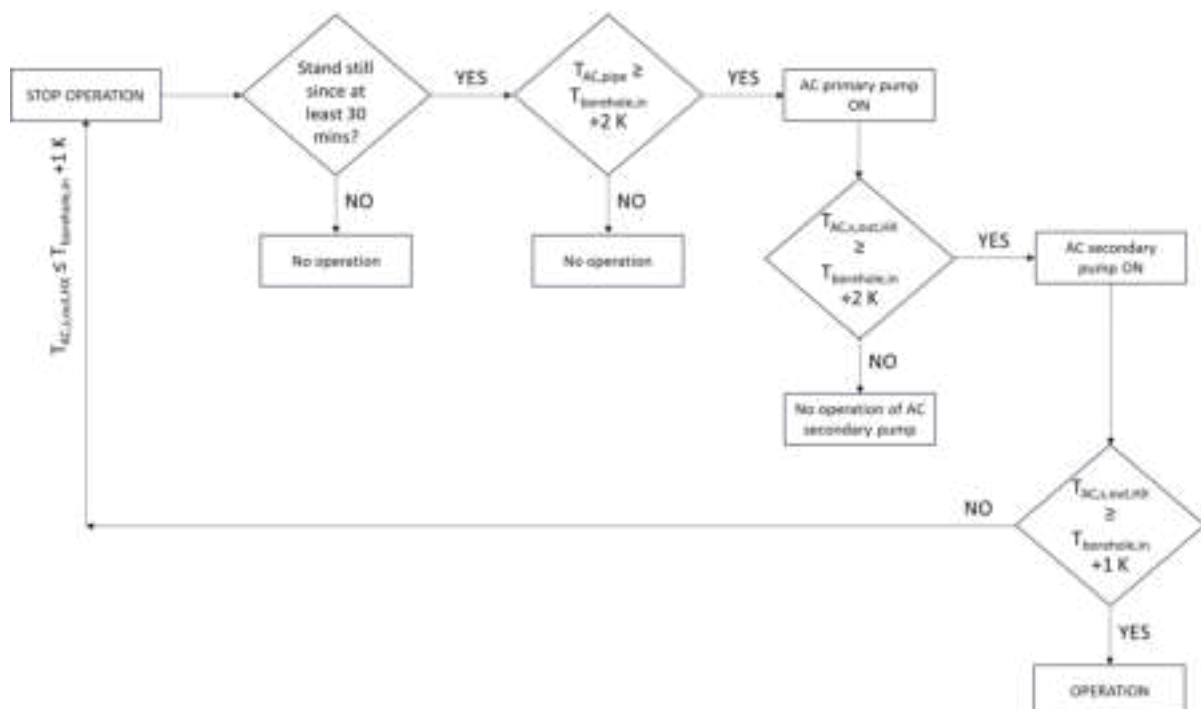 STOP OPERATION
Stand still
since at
least 30
mins?
YES
NO
No operation
T_AC,pipe ≥
T_borehole,in
+2 K
YES
NO
No operation
AC primary pump
ON
T_AC,s,out,HX
≥
T_borehole,in
+2 K
YES
NO
No operation of AC
secondary pump
AC secondary
pump ON
T_AC,s,out,HX
≥
T_borehole,in
+1 K
NO
T_AC,s,out,HX ≤ T_borehole,in +1 K
YES
OPERATION